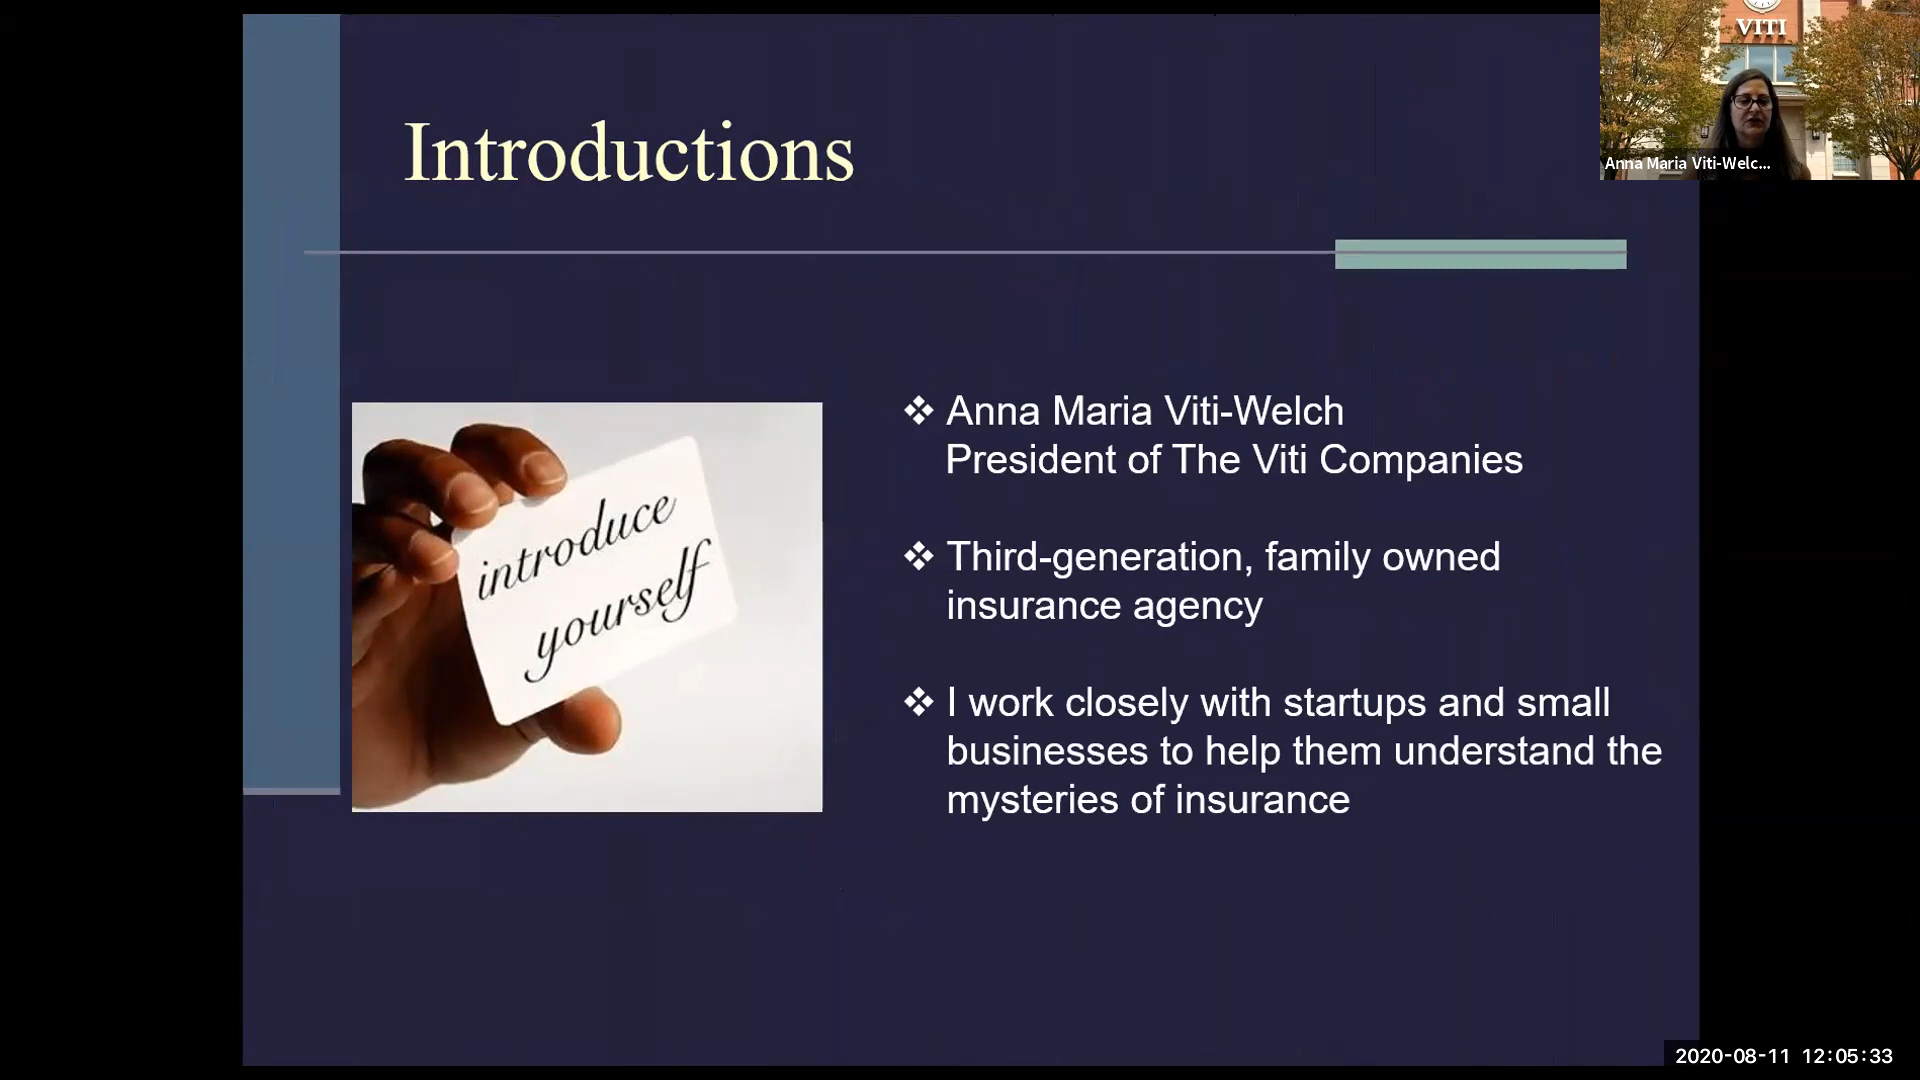 VITI
Anna Maria Viti-Welc...
Introductions
introduce
yourself
❖ Anna Maria Viti-Welch
President of The Viti Companies
❖ Third-generation, family owned
insurance agency
❖ I work closely with startups and small
businesses to help them understand the
mysteries of insurance
2020-08-11 12:05:33